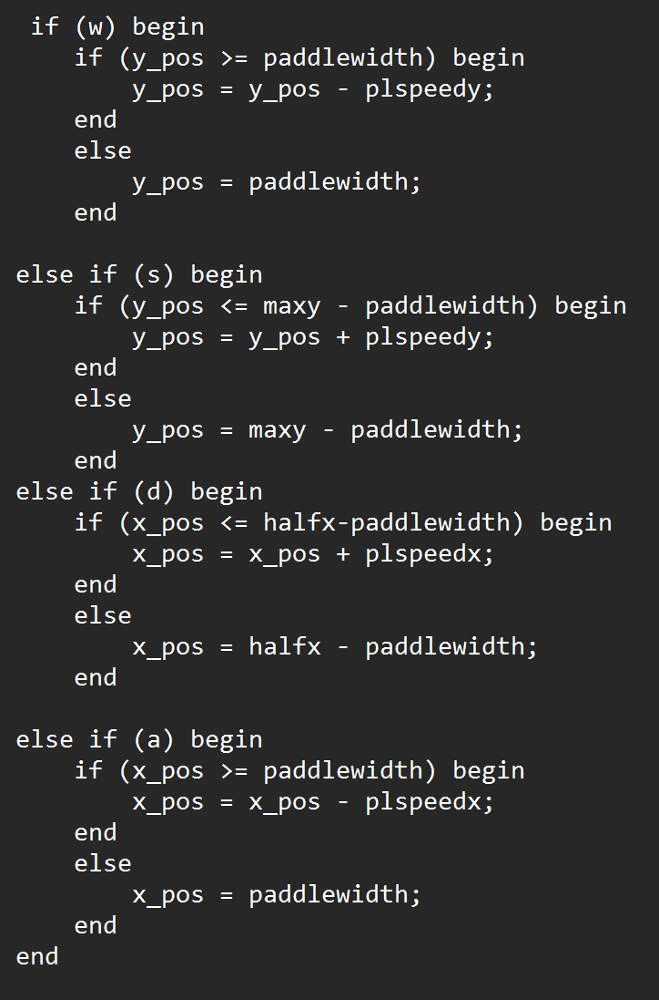 if (w) begin
if (y_pos >= paddlewidth) begin
y_pos = y_pos - plspeedy;
end
else
y_pos = paddlewidth;
end
else if (s) begin
if (y_pos <= maxy - paddlewidth) begin
y_pos = y_pos + plspeedy;
end
else
y_pos = maxy - paddlewidth;
end
else if (d) begin
if (x_pos <= halfx-paddlewidth) begin
x_pos = x_pos + plspeedx;
end
else
x_pos = halfx - paddlewidth;
end
else if (a) begin
if (x_pos >= paddlewidth) begin
x_pos = x_pos - plspeedx;
end
else
x_pos = paddlewidth;
end
end